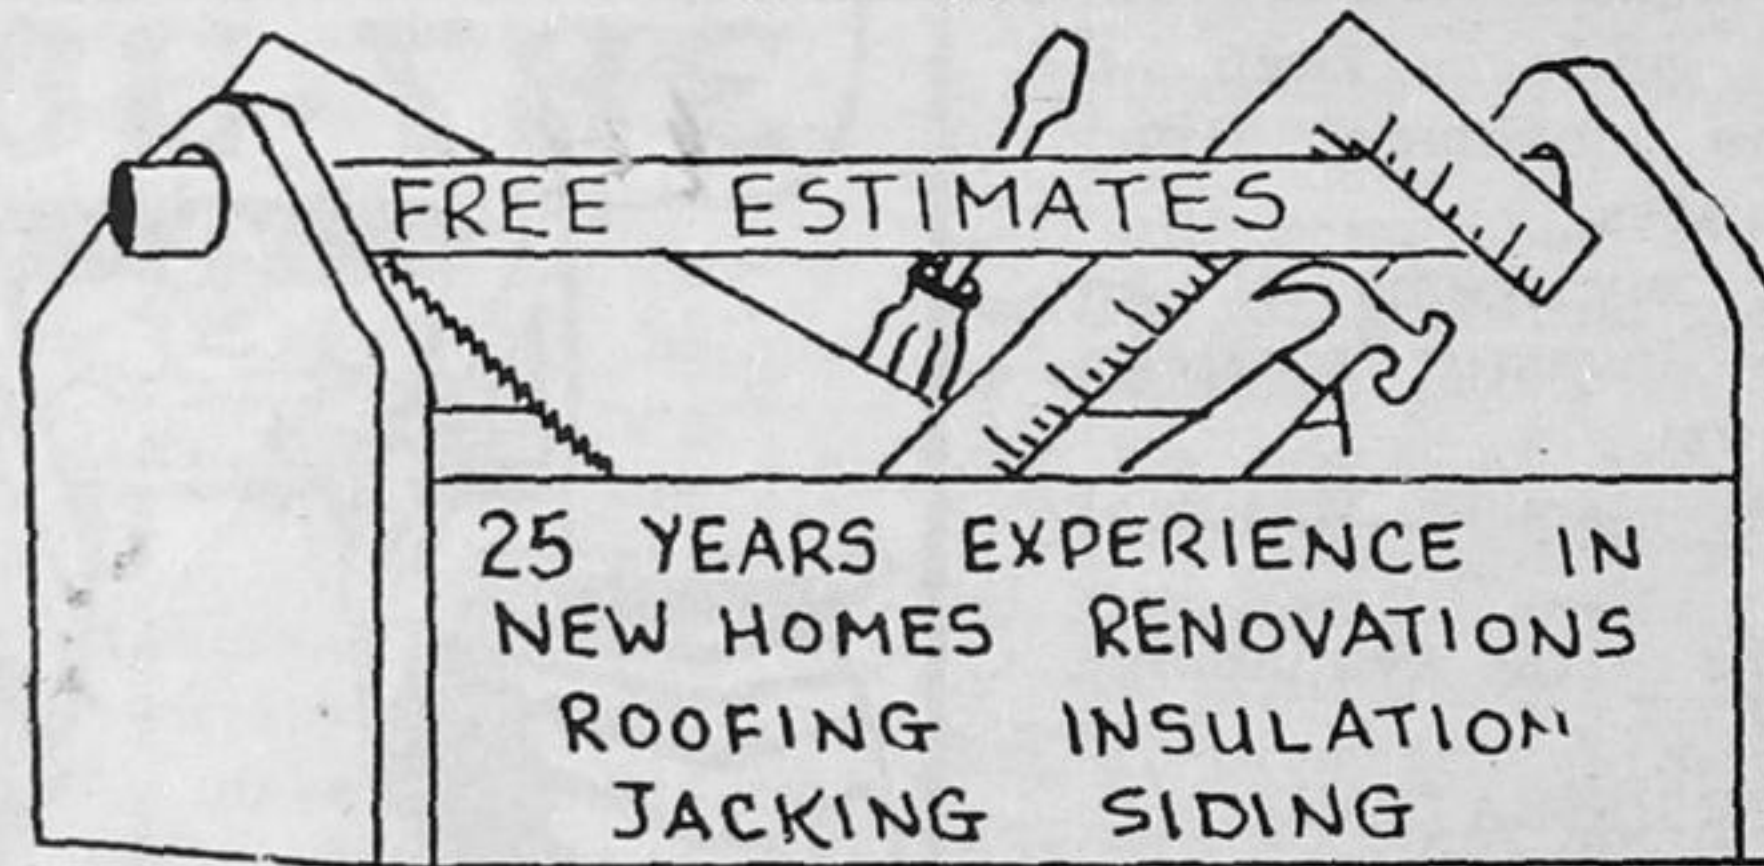 FREE ESTIMATES
25 YEARS EXPERIENCE IN
NEW HOMES RENOVATIONS
ROOFING INSULATION
JACKING SIDING